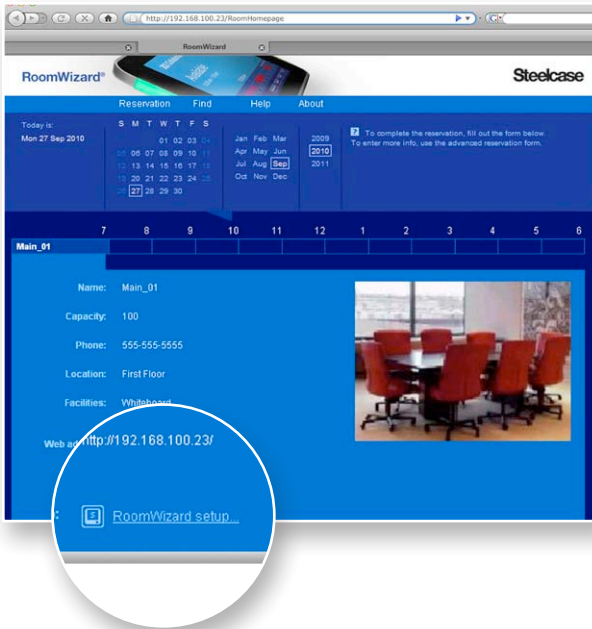 http://192.168.100.23/RoomHomepage
RoomWizard
RoomWizard®
Steelcase
Reservation Find Help About
Today is:
Mon 27 Sep 2010
S M T W T F S
01 02 03 04
05 06 07 08 09 10 11
12 13 14 15 16 17 18
19 20 21 22 23 24 25
26 27 28 29 30
Jan Feb Mar
Apr May Jun
Jul Aug Sep
Oct Nov Dec
2009
2010
2011
? To complete the reservation, fill out the form below.
To enter more info, use the advanced reservation form.
7 8 9 10 11 12 1 2 3 4 5 6
Main_01
Name: Main_01
Capacity: 100
Phone: 555-555-5555
Location: First Floor
Facilities: Whiteboard
Web ad http://192.168.100.23/
RoomWizard setup...